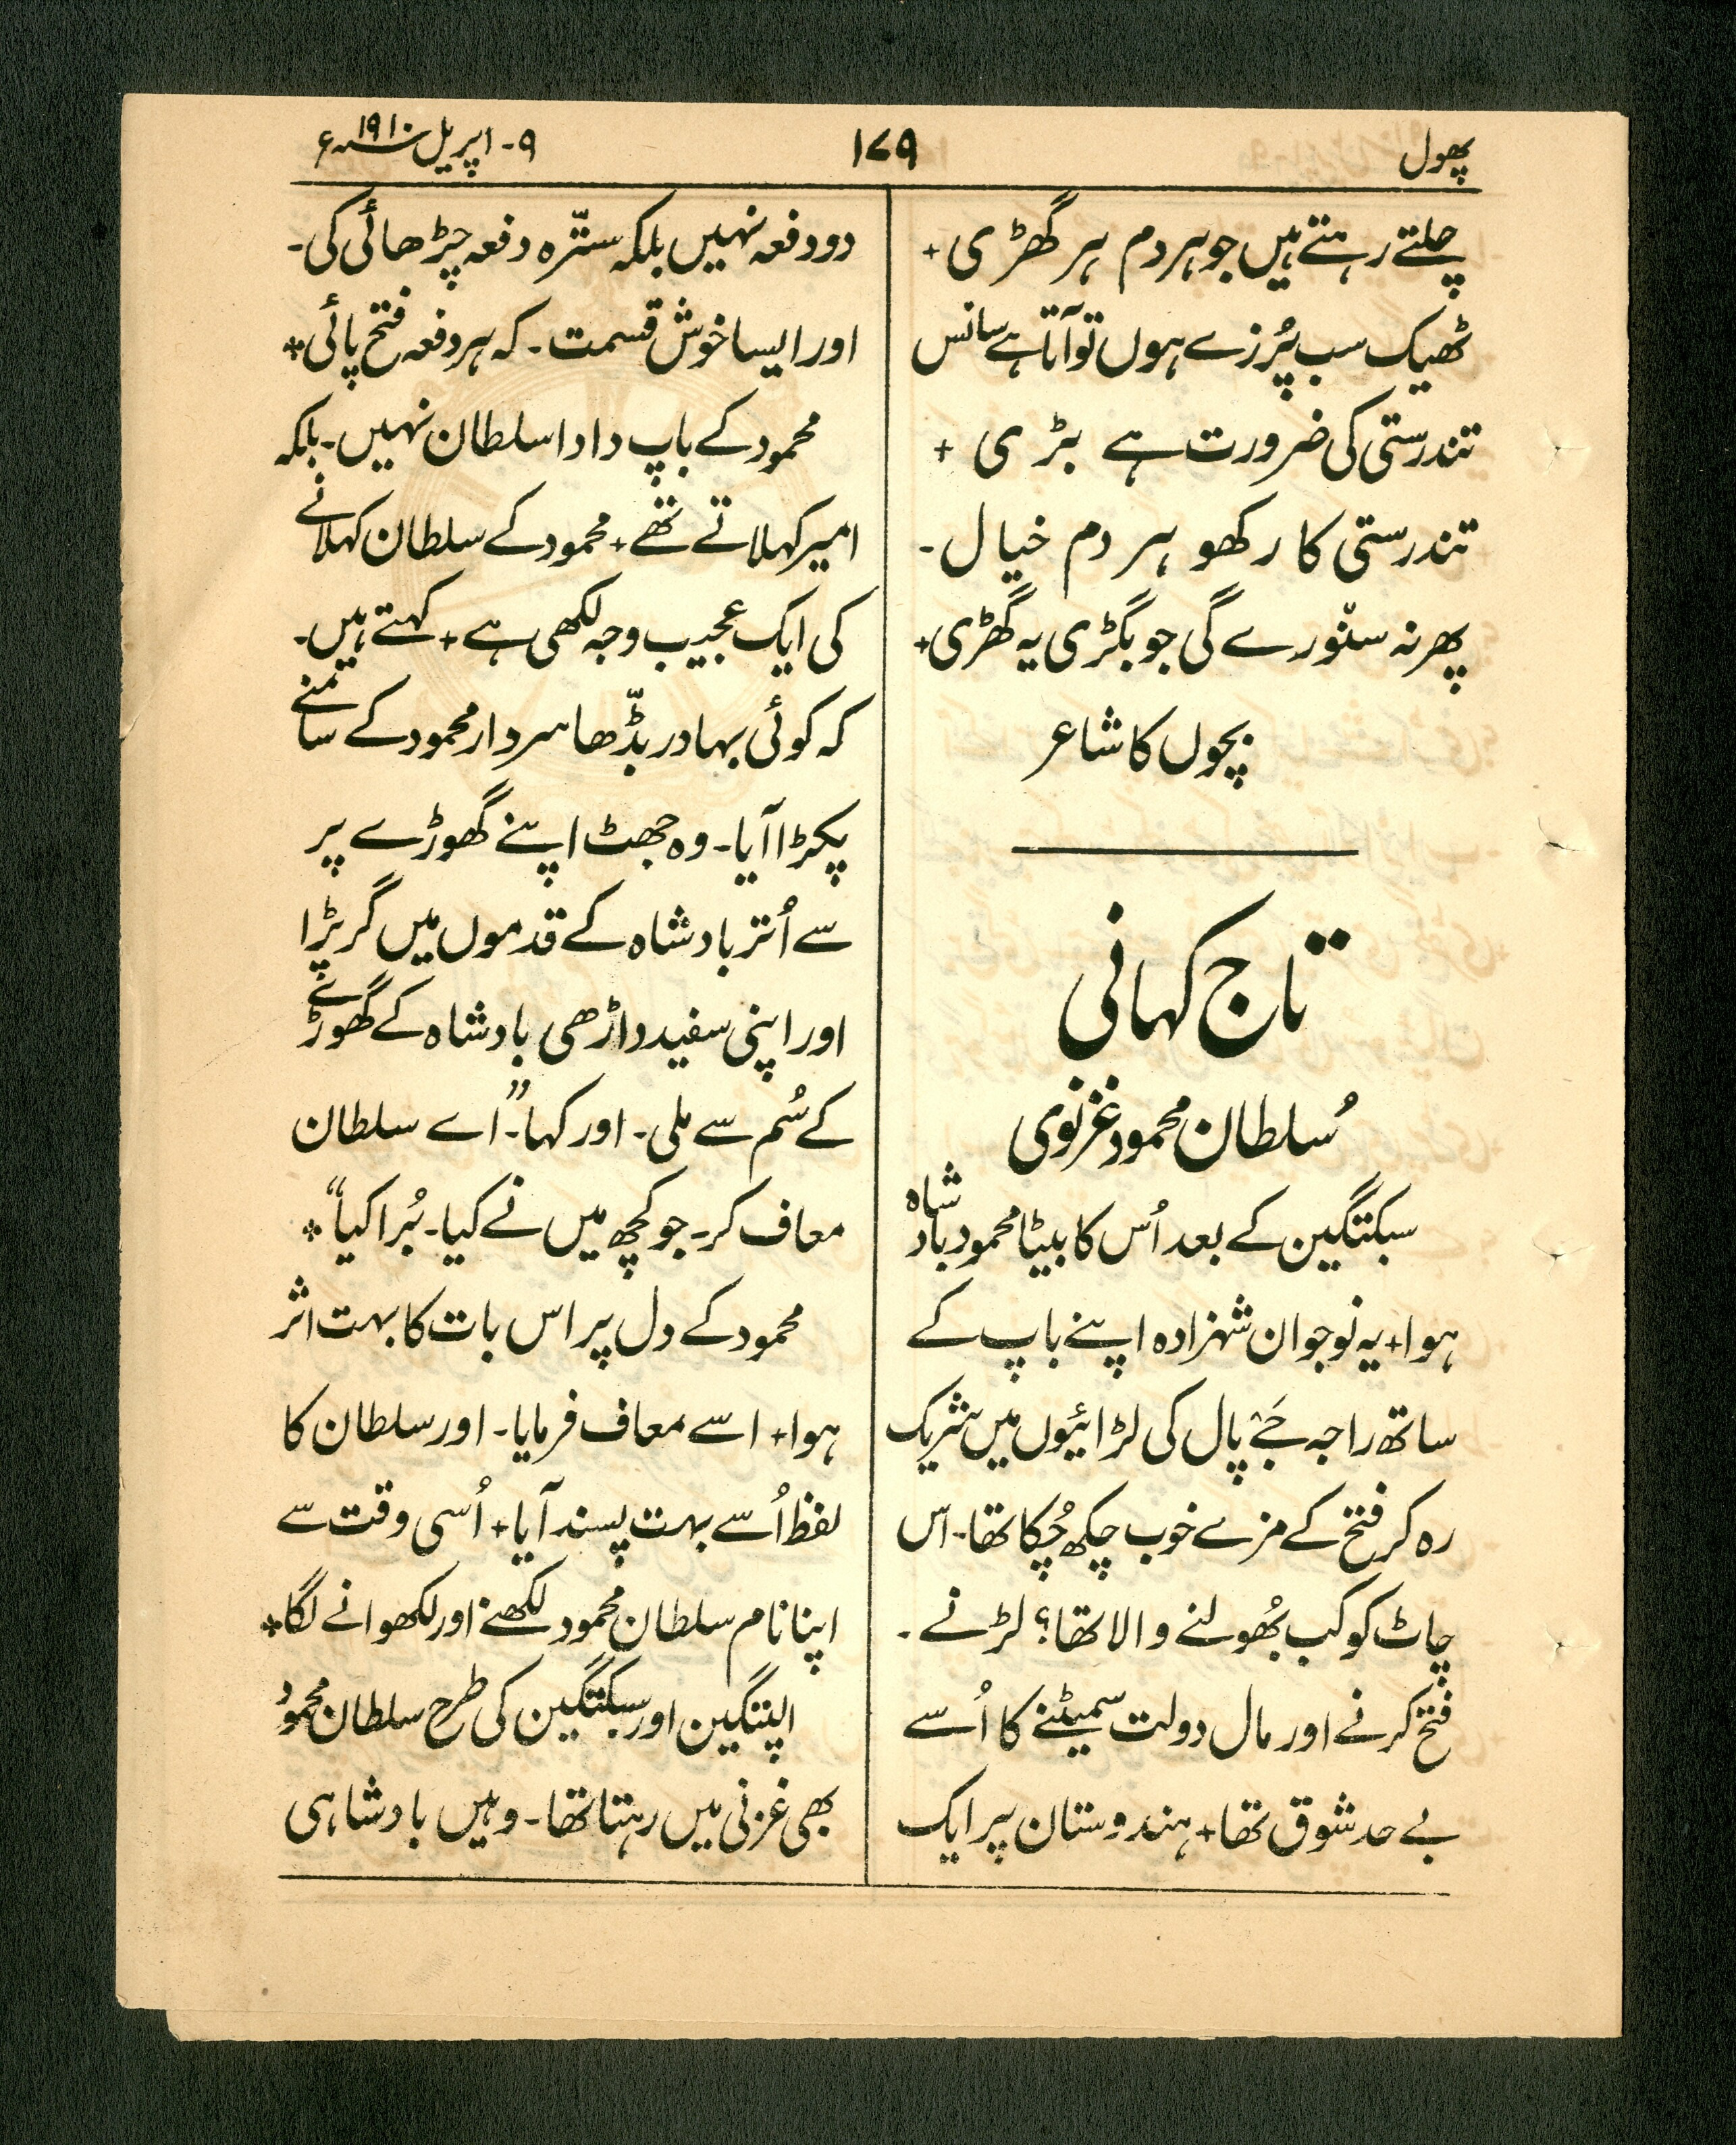 پھول
۱۷۹
۹- اپریل ۱۹۱۰ء
چلتے رہتے ہیں جو ہر دم ہر گھڑی +
ٹھیک سب پُرزے ہوں تو آتا ہے سانس
تندرستی کی ضرورت ہے بڑی +
تندرستی کا رکھو ہر دم خیال -
پھر نہ سنْورے گی جو بگڑی یہ گھڑی +
بچوں کا شاعر
تاج کہانی
سُلطان محمود غزنوی
سبکتگین کے بعد اُس کا بیٹا محمود بادشاہ
ہوا + یہ نوجوان شہزادہ اپنے باپ کے
ساتھ راجہ جَے پال کی لڑائیوں میں شریک
رہ کر فتح کے مزے خوب چکھ چُکا تھا - اس
چاٹ کو کب بُھولنے والا تھا؟ لڑنے -
فتح کرنے اور مال دولت سمیٹنے کا اُسے
بے حد شوق تھا + ہندوستان پر ایک
دو دفعہ نہیں بلکہ ستّرہ دفعہ چڑھائی کی -
اور ایسا خوش قسمت - کہ ہر دفعہ فتح پائی ٭
محمود کے باپ دادا سلطان نہیں - بلکہ
امیر کہلاتے تھے + محمود کے سلطان کہلانے
کی ایک عجیب وجہ لکھی ہے + کہتے ہیں -
کہ کوئی بہادر بڈّھا سردار محمود کے سامنے
پکڑا آیا - وہ جھٹ اپنے گھوڑے پر
سے اُتر بادشاہ کے قدموں میں گر پڑا
اور اپنی سفید داڑھی بادشاہ کے گھوڑے
کے سُم سے ملی - اور کہا - ”اے سلطان
معاف کر - جو کچھ میں نے کیا - بُرا کیا“ ٭
محمود کے دل پر اس بات کا بہت اثر
ہوا + اسے معاف فرمایا - اور سلطان کا
لفظ اُسے بہت پسند آیا + اُسی وقت سے
اپنا نام سلطان محمود لکھنے اور لکھوانے لگا ٭
الپتگین اور سبکتگین کی طرح سلطان محمودُ
بھی غزنی میں رہتا تھا - وہیں بادشاہی